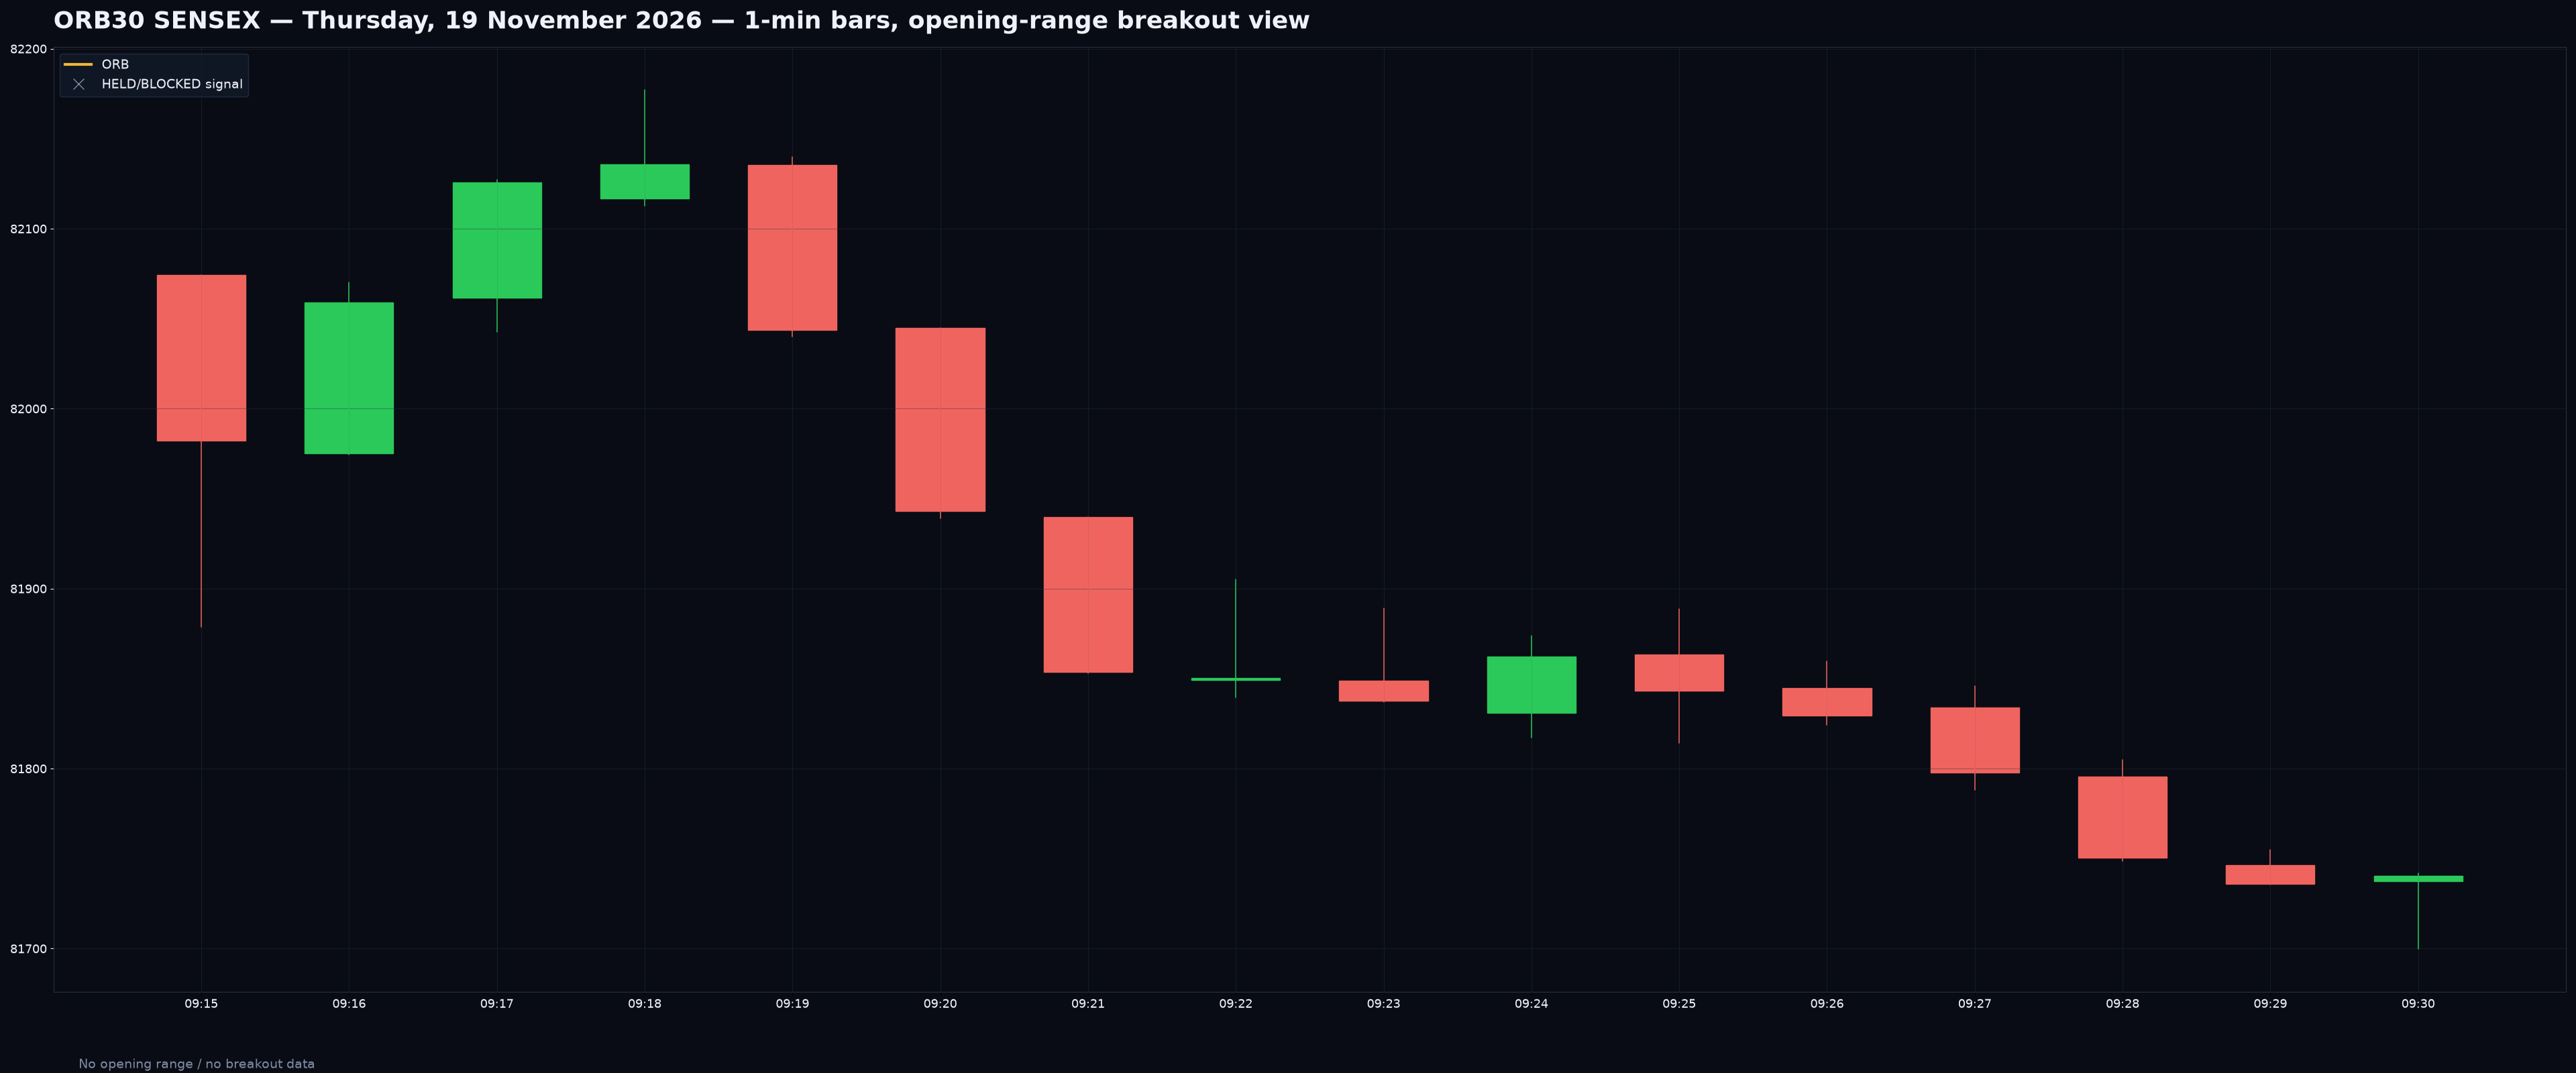 ORB30 SENSEX — Thursday, 19 November 2026 — 1-min bars, opening-range breakout view
ORB
HELD/BLOCKED signal
82200
82100
82000
81900
81800
81700
09:15 09:16 09:17 09:18 09:19 09:20 09:21 09:22 09:23 09:24 09:25 09:26 09:27 09:28 09:29 09:30
No opening range / no breakout data